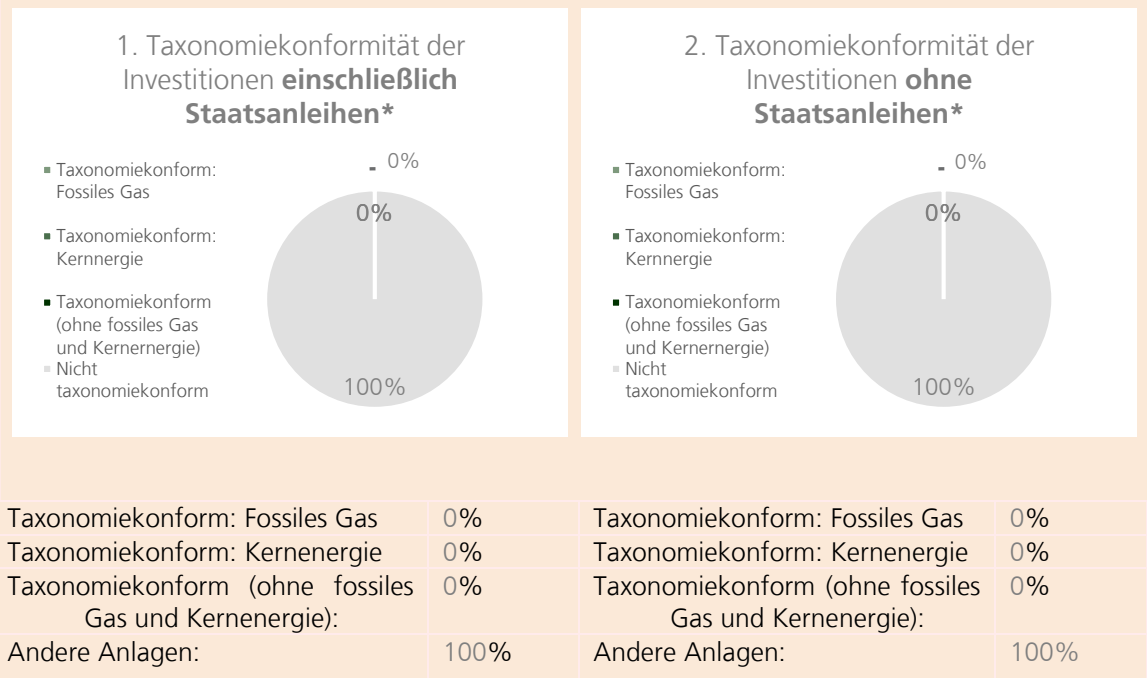 1. Taxonomiekonformität der
Investitionen einschließlich
Staatsanleihen*
Taxonomiekonform:
Fossiles Gas
Taxonomiekonform:
Kernnergie
Taxonomiekonform
(ohne fossiles Gas
und Kernernergie)
Nicht
taxonomiekonform
- 0%
0%
100%
2. Taxonomiekonformität der
Investitionen ohne
Staatsanleihen*
Taxonomiekonform:
Fossiles Gas
Taxonomiekonform:
Kernnergie
Taxonomiekonform
(ohne fossiles Gas
und Kernernergie)
Nicht
taxonomiekonform
- 0%
0%
100%
Taxonomiekonform: Fossiles Gas 0% Taxonomiekonform: Fossiles Gas 0%
Taxonomiekonform: Kernenergie 0% Taxonomiekonform: Kernenergie 0%
Taxonomiekonform (ohne fossiles 0% Taxonomiekonform (ohne fossiles 0%
Gas und Kernenergie): Gas und Kernenergie):
Andere Anlagen: 100% Andere Anlagen: 100%